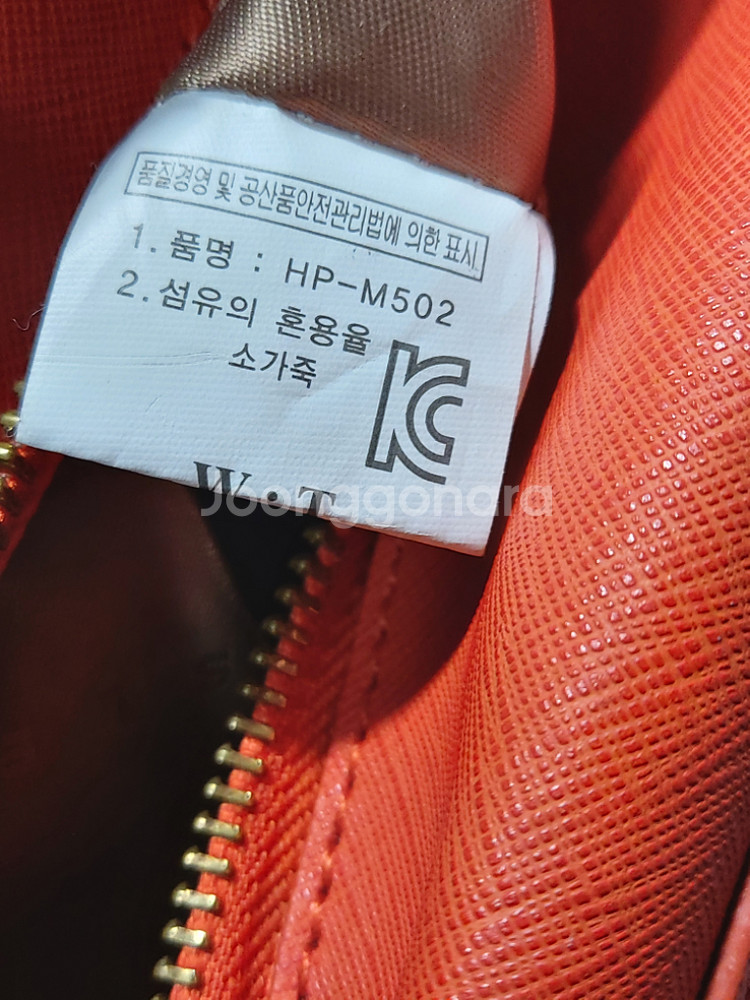 품질경영 및 공산품안전관리법에 의한 표시
1. 품명 : HP-M502
2. 섬유의 혼용율
소가죽
KC
Joonggonara